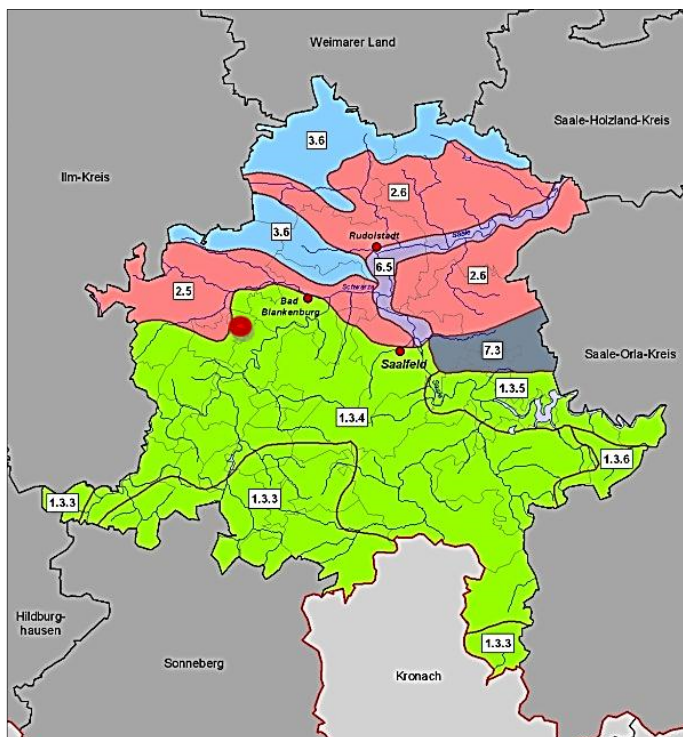 Weimarer Land
Saale-Holzland-Kreis
3.6
Ilm-Kreis
2.6
3.6
Rudolstadt
Saale
6.5
2.6
2.5
Schwarza
Bad
Blankenburg
7.3
Saalfeld
Saale-Orla-Kreis
Saale
1.3.5
1.3.4
1.3.6
1.3.3
1.3.3
Hildburg-
hausen
1.3.3
Sonneberg
Kronach